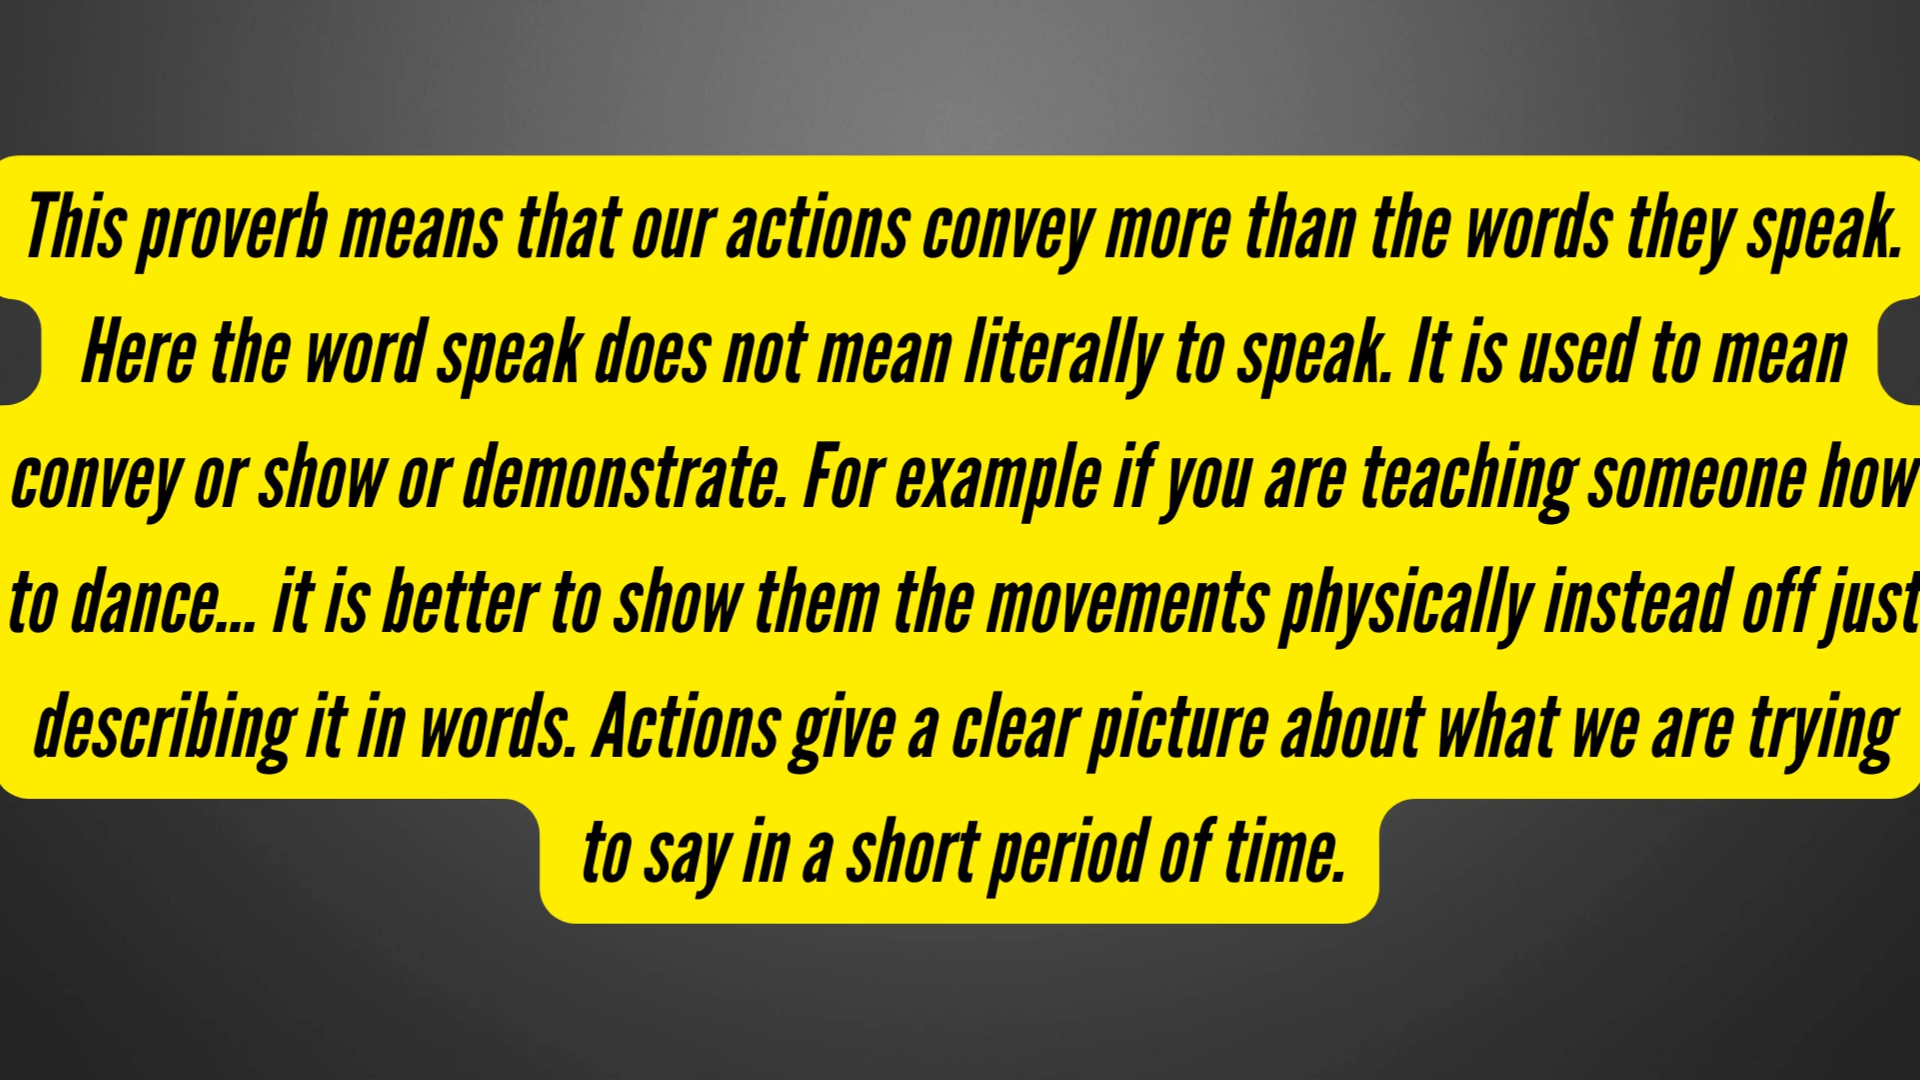 This proverb means that our actions convey more than the words they speak.
Here the word speak does not mean literally to speak. It is used to mean
convey or show or demonstrate. For example if you are teaching someone how
to dance... it is better to show them the movements physically instead off just
describing it in words. Actions give a clear picture about what we are trying
to say in a short period of time.